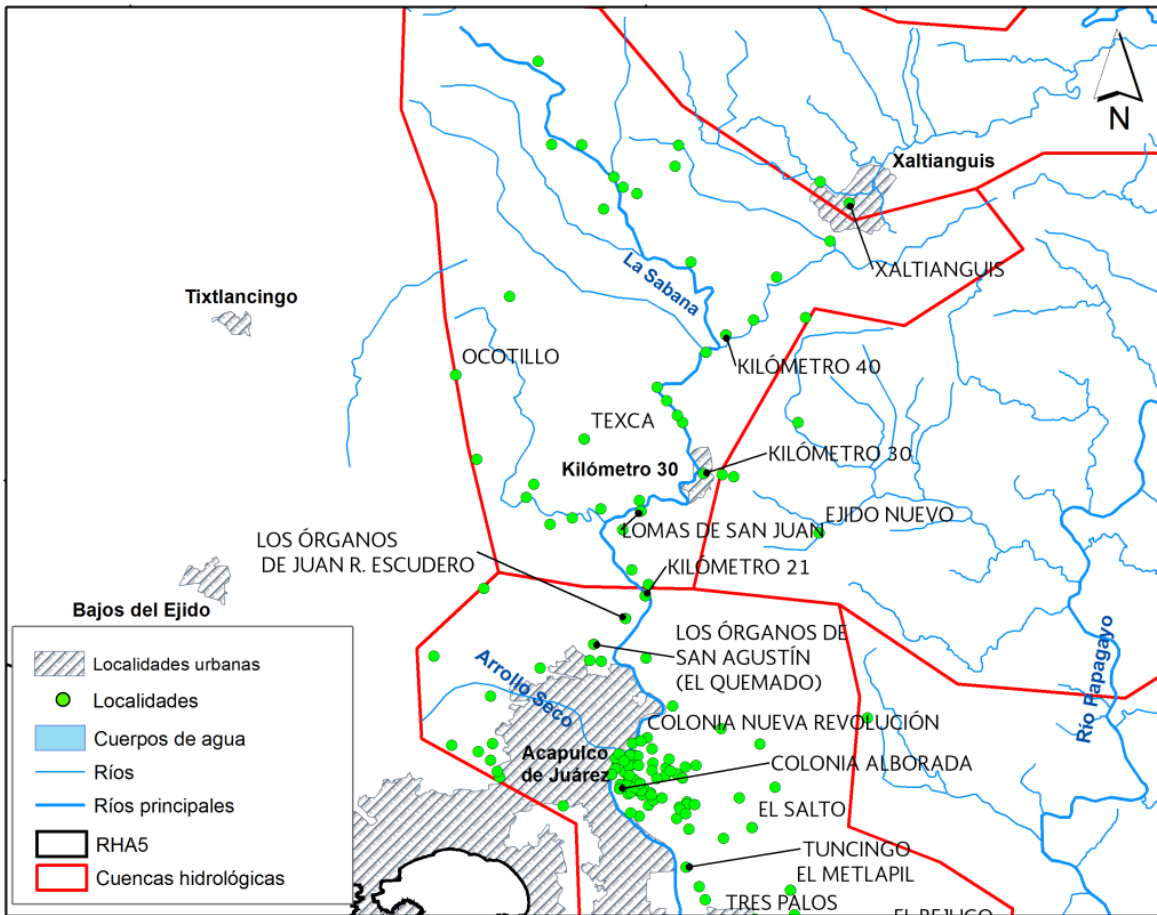 N
Xaltianguis
XALTIANGUIS
La Sabana
Tixtlancingo
OCOTILLO
KILÓMETRO 40
TEXCA
Kilómetro 30
KILÓMETRO 30
LOMAS DE SAN JUAN
EJIDO NUEVO
LOS ÓRGANOS
DE JUAN R. ESCUDERO
KILÓMETRO 21
Bajos del Ejido
LOS ÓRGANOS DE
SAN AGUSTÍN
(EL QUEMADO)
Arrollo Seco
Río Papagayo
COLONIA NUEVA REVOLUCIÓN
Acapulco
de Juárez
COLONIA ALBORADA
EL SALTO
TUNCINGO
EL METLAPIL
TRES PALOS
EL BEJUCO
Localidades urbanas
Localidades
Cuerpos de agua
Ríos
Ríos principales
RHA5
Cuencas hidrológicas